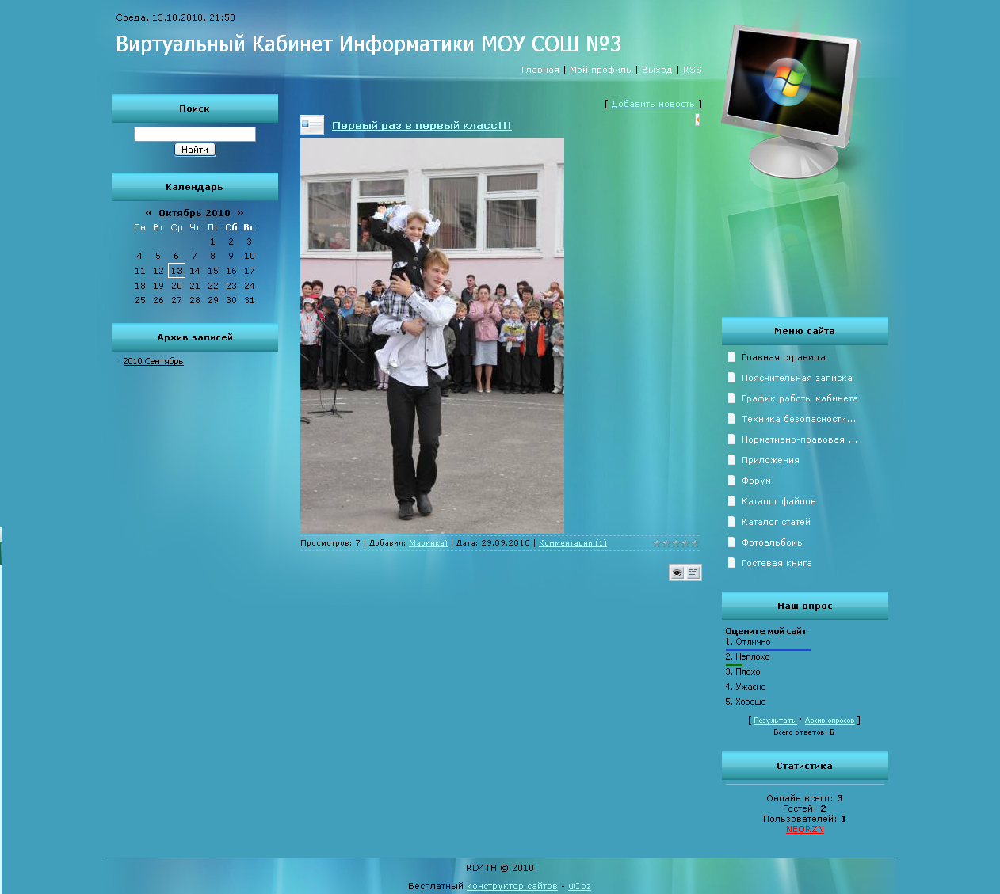 Среда, 13.10.2010, 21:50
Виртуальный Кабинет Информатики МОУ СОШ №3
Главная | Мой профиль | Выход | RSS
Поиск
Найти
Календарь
« Октябрь 2010 »
Пн Вт Ср Чт Пт Сб Вс
1 2 3
4 5 6 7 8 9 10
11 12 13 14 15 16 17
18 19 20 21 22 23 24
25 26 27 28 29 30 31
Архив записей
2010 Сентябрь
[ Добавить новость ]
Первый раз в первый класс!!!
Просмотров: 7 | Добавил: Маринка) | Дата: 29.09.2010 | Комментарии (1)
Меню сайта
Главная страница
Пояснительная записка
График работы кабинета
Техника безопасности...
Нормативно-правовая ...
Приложения
Форум
Каталог файлов
Каталог статей
Фотоальбомы
Гостевая книга
Наш опрос
Оцените мой сайт
1. Отлично
2. Неплохо
3. Плохо
4. Ужасно
5. Хорошо
[ Результаты · Архив опросов ]
Всего ответов: 6
Статистика
Онлайн всего: 3
Гостей: 2
Пользователей: 1
NEORZN
RD4TH © 2010
Бесплатный конструктор сайтов - uCoz